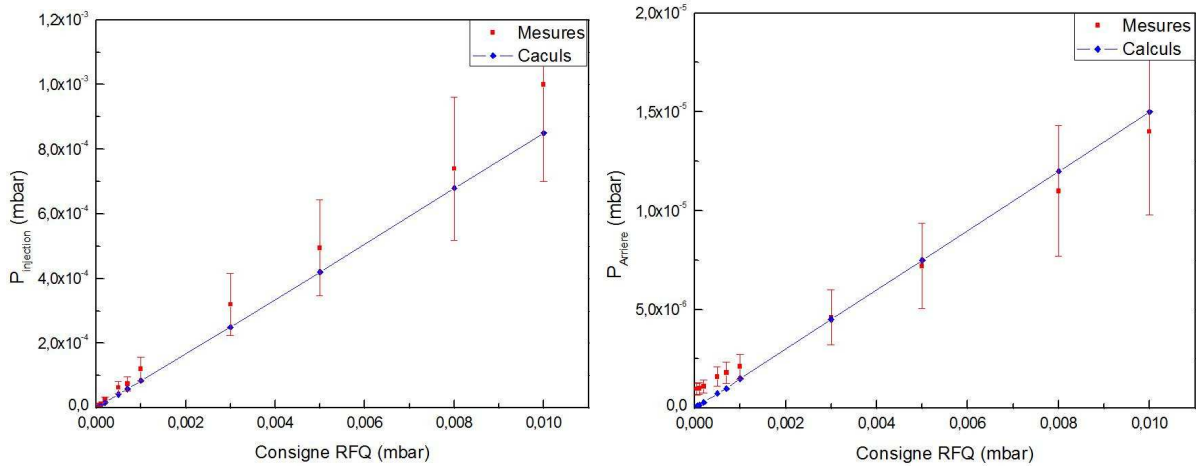 1,2x10⁻³
1,0x10⁻³
8,0x10⁻⁴
6,0x10⁻⁴
4,0x10⁻⁴
2,0x10⁻⁴
0,0
P_Injection (mbar)
Mesures
Caculs
0,000 0,002 0,004 0,006 0,008 0,010
Consigne RFQ (mbar)
2,0x10⁻⁵
1,5x10⁻⁵
1,0x10⁻⁵
5,0x10⁻⁶
0,0
P_Arriere (mbar)
Mesures
Calculs
0,000 0,002 0,004 0,006 0,008 0,010
Consigne RFQ (mbar)